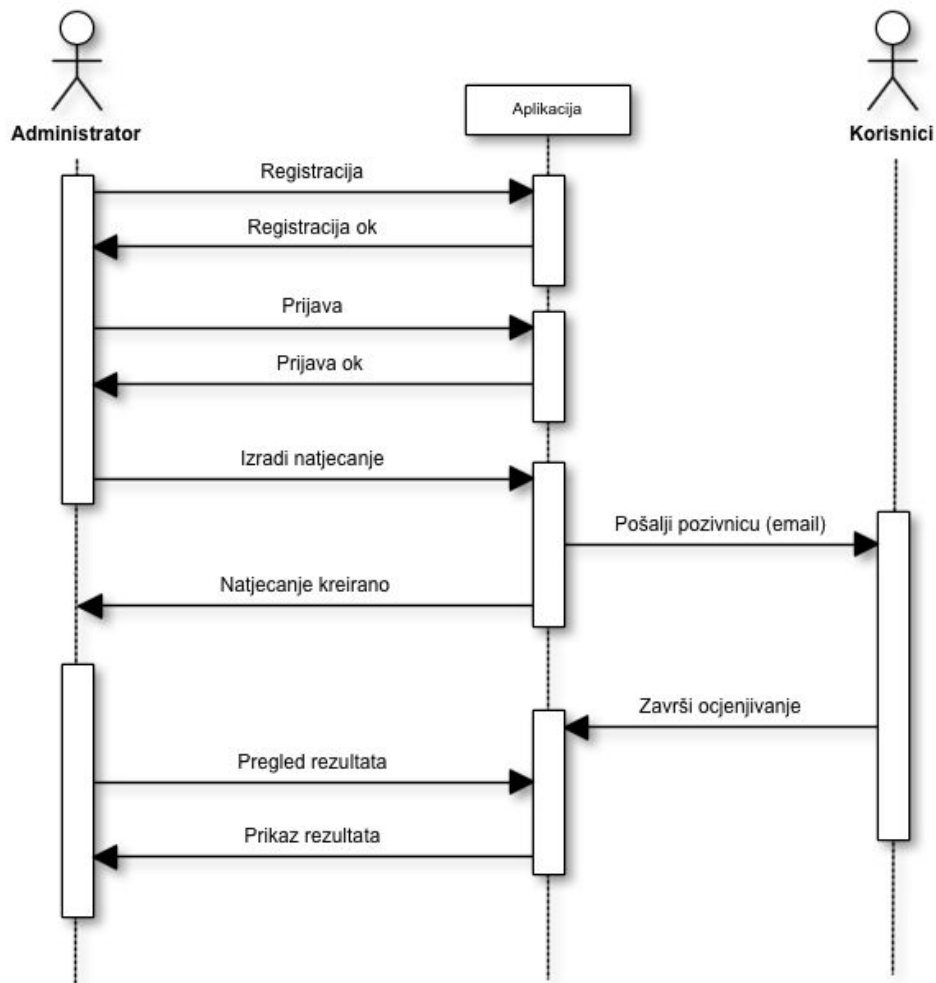 Aplikacija
Administrator
Korisnici
Registracija
Registracija ok
Prijava
Prijava ok
Izradi natjecanje
Pošalji pozivnicu (email)
Natjecanje kreirano
Završi ocjenjivanje
Pregled rezultata
Prikaz rezultata